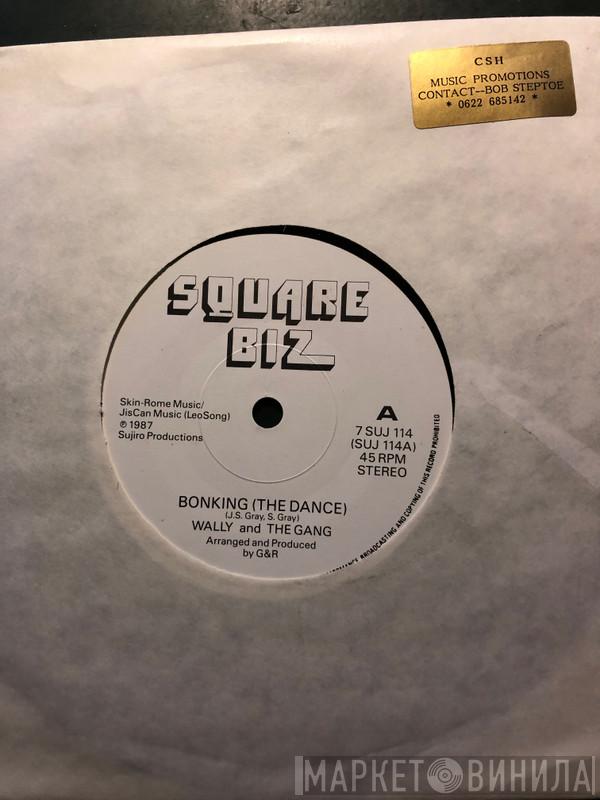 CSH
MUSIC PROMOTIONS
CONTACT--BOB STEPTOE
* 0622 685142 *
SQUARE
BIZ
Skin-Rome Music/
JisCan Music (LeoSong)
℗ 1987
Sujiro Productions
A
7 SUJ 114
(SUJ 114A)
45 RPM
STEREO
BONKING (THE DANCE)
(J.S. Gray, S. Gray)
WALLY and THE GANG
Arranged and Produced
by G&R
BROADCASTING AND COPYING OF THIS RECORD PROHIBITED
МАРКЕТ ВИНИЛА